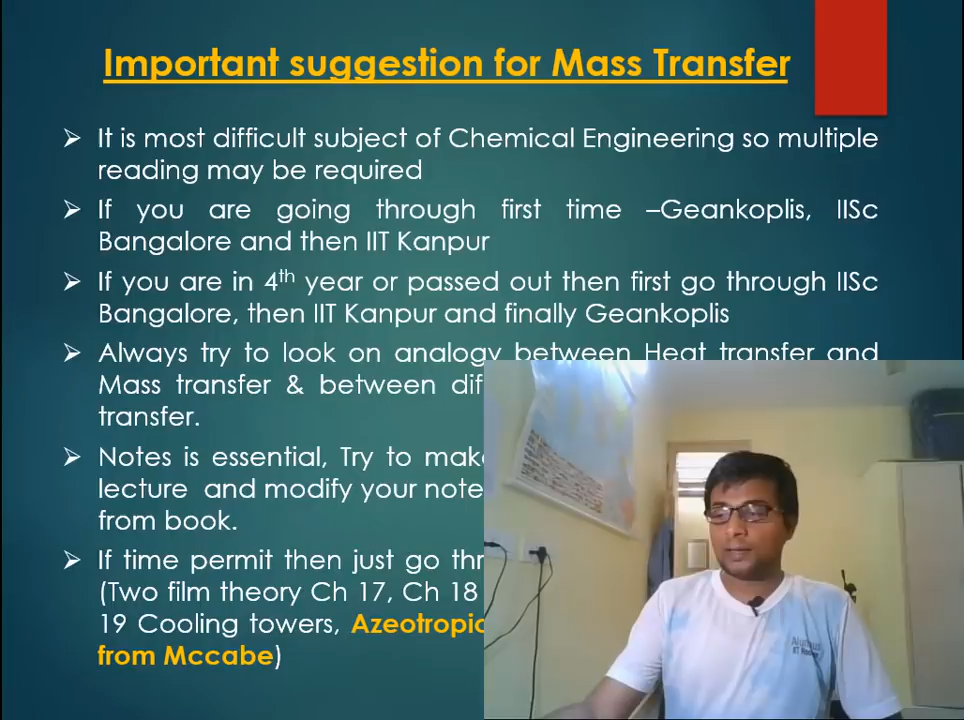 Important suggestion for Mass Transfer
➢ It is most difficult subject of Chemical Engineering so multiple
reading may be required
➢ If you are going through first time –Geankoplis, IISc
Bangalore and then IIT Kanpur
➢ If you are in 4th year or passed out then first go through IISc
Bangalore, then IIT Kanpur and finally Geankoplis
➢ Always try to look on analogy between Heat transfer and
Mass transfer & between
transfer.
➢ Notes is essential, Try to
lecture and modify your
from book.
➢ If time permit then just go
(Two film theory Ch 17, Ch 18
19 Cooling towers,
from Mccabe)